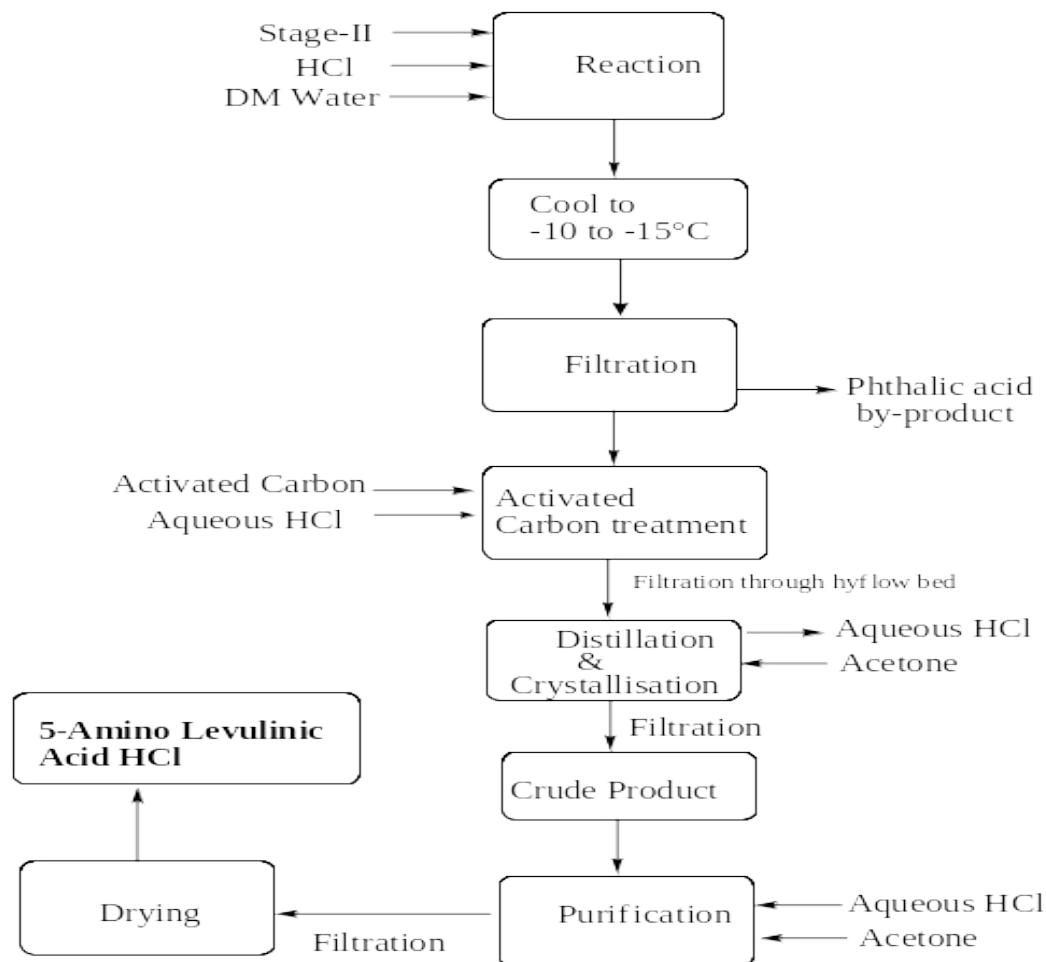 Stage-II
HCl
DM Water
Reaction
Cool to
-10 to -15°C
Filtration
Phthalic acid
by-product
Activated Carbon
Aqueous HCl
Activated
Carbon treatment
Filtration through hyflow bed
Distillation
&
Crystallisation
Aqueous HCl
Acetone
Filtration
Crude Product
Purification
Aqueous HCl
Acetone
Filtration
Drying
5-Amino Levulinic
Acid HCl